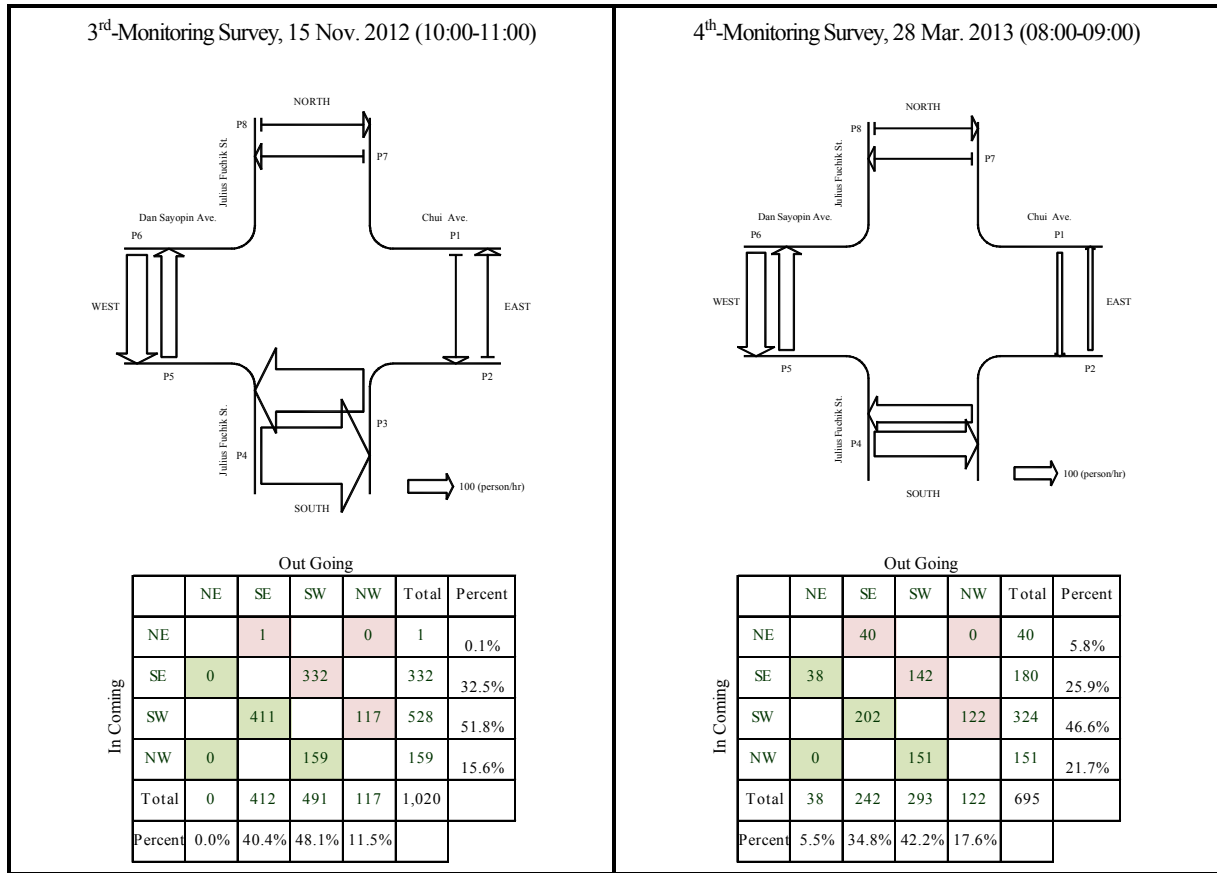 3rd-Monitoring Survey, 15 Nov. 2012 (10:00-11:00)
NORTH
P8
P7
Julius Fuchik St.
Dan Sayopin Ave.
Chui Ave.
P6
P1
WEST
EAST
P5
P2
P3
Julius Fuchik St.
P4
100 (person/hr)
SOUTH
Out Going
NE SE SW NW Total Percent
In Coming
NE 1 0 1 0.1%
SE 0 332 332 32.5%
SW 411 117 528 51.8%
NW 0 159 159 15.6%
Total 0 412 491 117 1,020
Percent 0.0% 40.4% 48.1% 11.5%
4th-Monitoring Survey, 28 Mar. 2013 (08:00-09:00)
NORTH
P8
P7
Julius Fuchik St.
Dan Sayopin Ave.
Chui Ave.
P6
P1
WEST
EAST
P5
P2
Julius Fuchik St.
P4
100 (person/hr)
SOUTH
Out Going
NE SE SW NW Total Percent
In Coming
NE 40 0 40 5.8%
SE 38 142 180 25.9%
SW 202 122 324 46.6%
NW 0 151 151 21.7%
Total 38 242 293 122 695
Percent 5.5% 34.8% 42.2% 17.6%